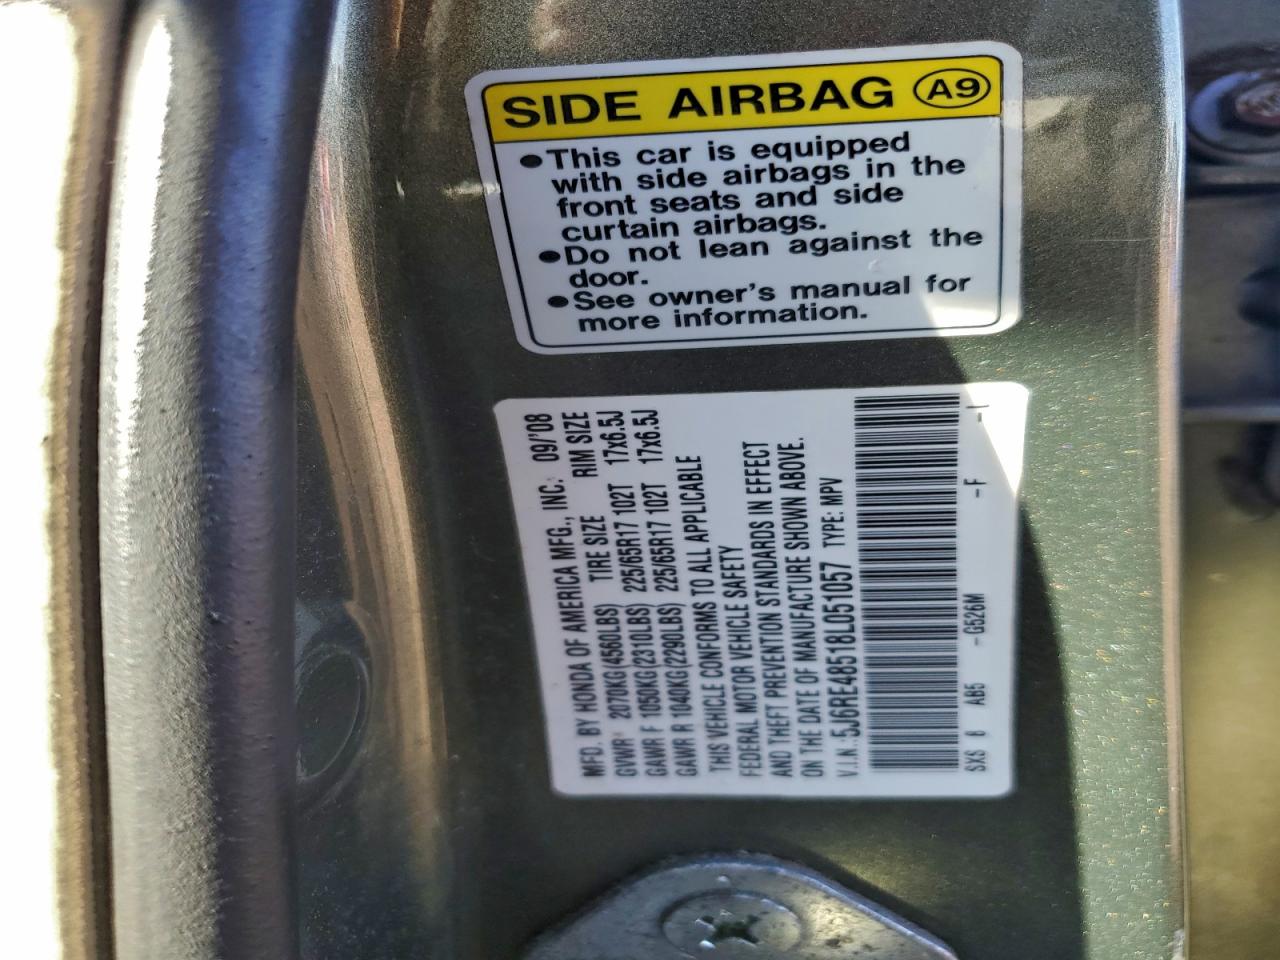 SIDE AIRBAG A9
●This car is equipped
with side airbags in the
front seats and side
curtain airbags.
●Do not lean against the
door.
●See owner's manual for
more information.
MFD. BY HONDA OF AMERICA MFG., INC. 09/'08
TIRE SIZE RIM SIZE
GVWR 2070KG(4560LBS)
GAWR F 1050KG(2310LBS) 225/65R17 102T 17x6.5J
GAWR R 1040KG(2290LBS) 225/65R17 102T 17x6.5J
THIS VEHICLE CONFORMS TO ALL APPLICABLE
FEDERAL MOTOR VEHICLE SAFETY
AND THEFT PREVENTION STANDARDS IN EFFECT
ON THE DATE OF MANUFACTURE SHOWN ABOVE.
V.I.N.:5J6RE48518L051057 TYPE: MPV
SXS 8 AB5 -G526M -F -I